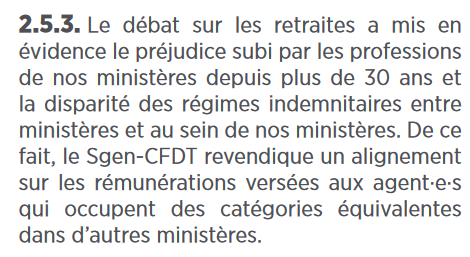 2.5.3. Le débat sur les retraites a mis en
évidence le préjudice subi par les professions
de nos ministères depuis plus de 30 ans et
la disparité des régimes indemnitaires entre
ministères et au sein de nos ministères. De ce
fait, le Sgen-CFDT revendique un alignement
sur les rémunérations versées aux agent·e·s
qui occupent des catégories équivalentes
dans d’autres ministères.